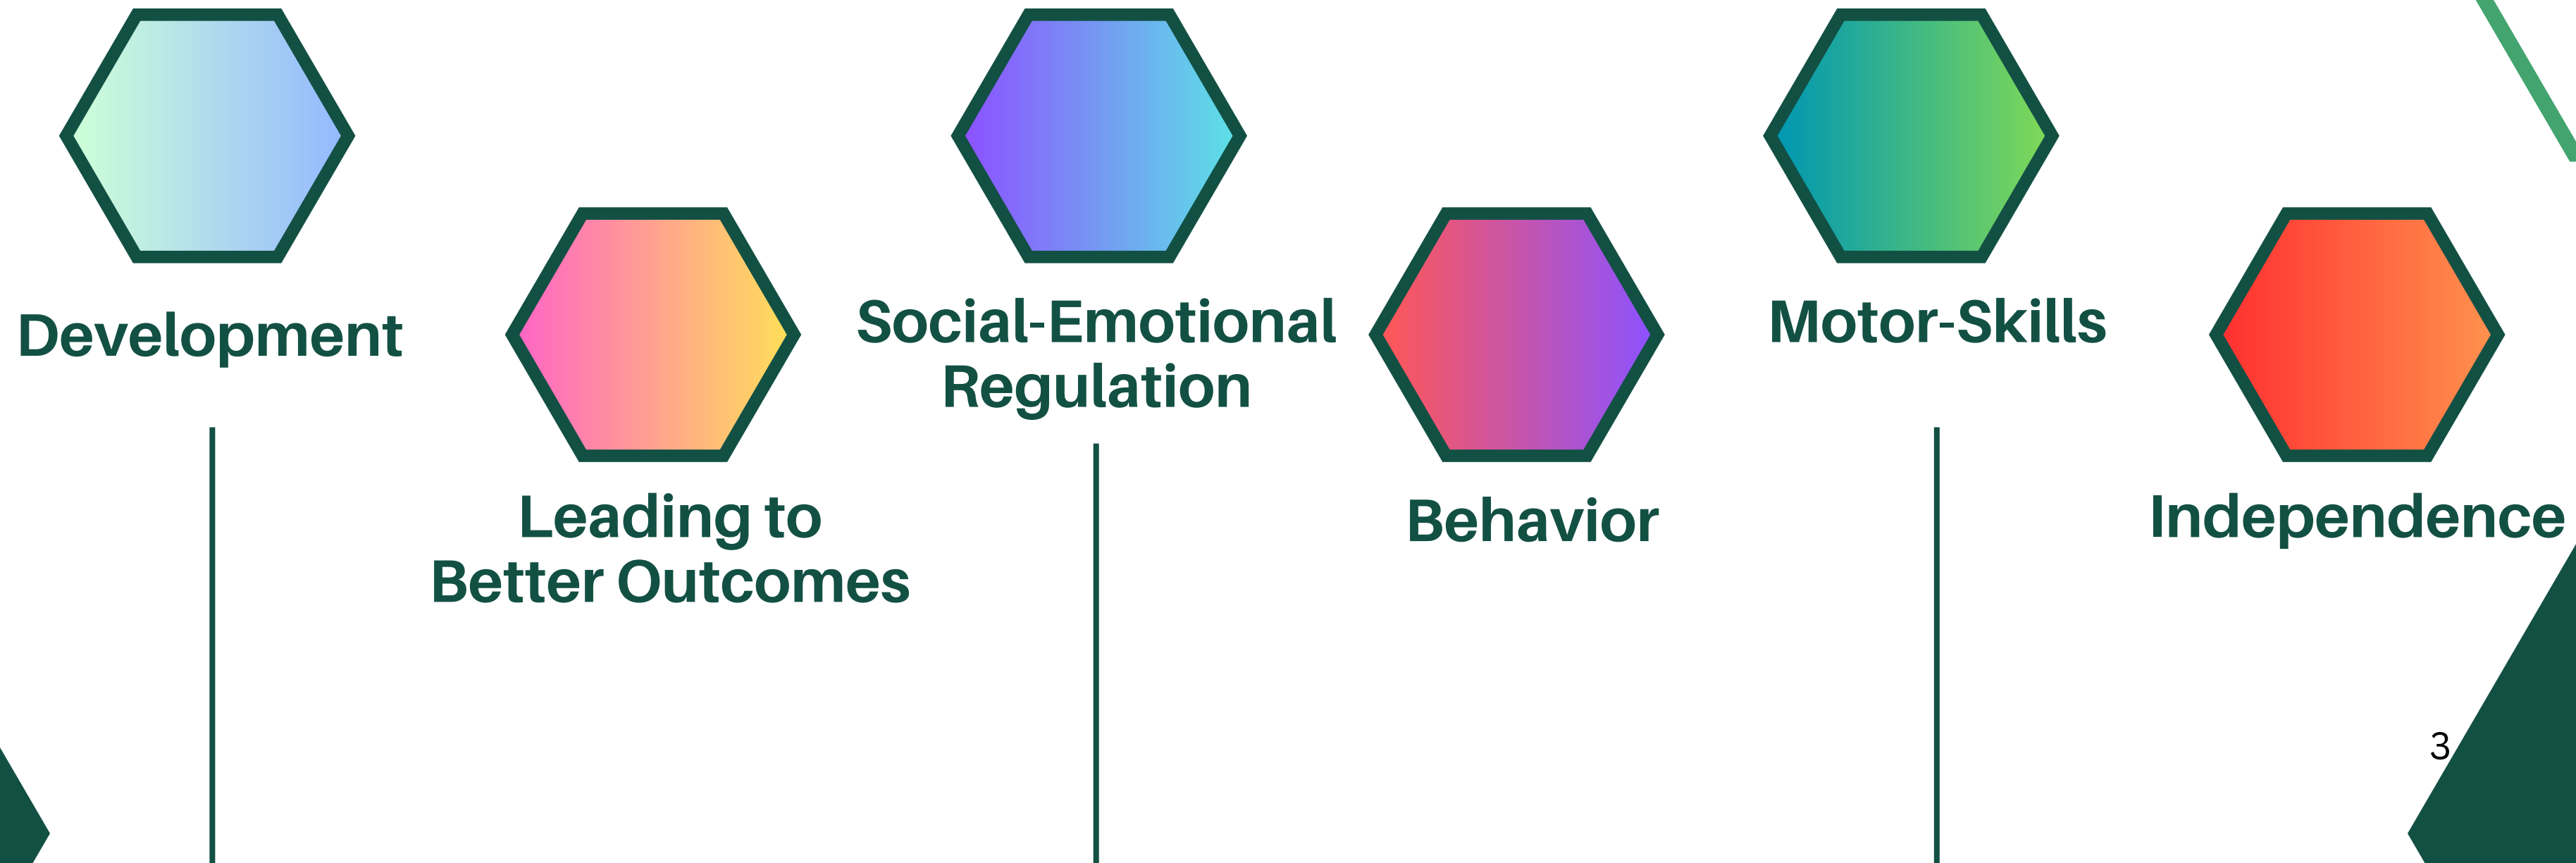 Development
Leading to
Better Outcomes
Social-Emotional
Regulation
Behavior
Motor-Skills
Independence
3